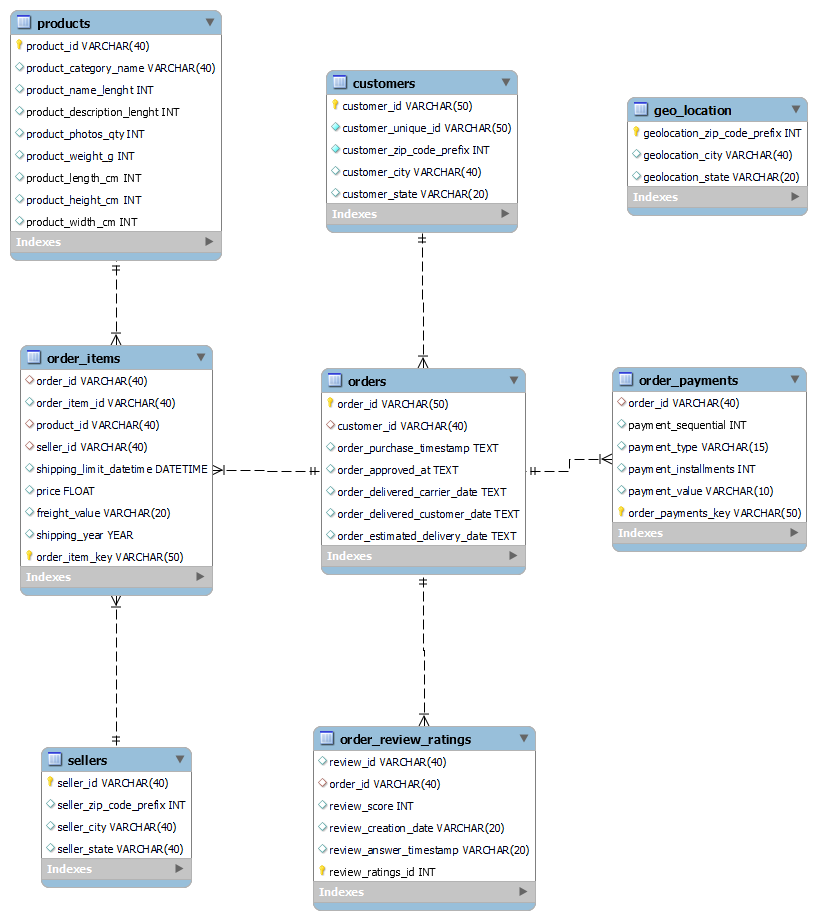 products
product_id VARCHAR(40)
product_category_name VARCHAR(40)
product_name_lenght INT
product_description_lenght INT
product_photos_qty INT
product_weight_g INT
product_length_cm INT
product_height_cm INT
product_width_cm INT
Indexes
customers
customer_id VARCHAR(50)
customer_unique_id VARCHAR(50)
customer_zip_code_prefix INT
customer_city VARCHAR(40)
customer_state VARCHAR(20)
Indexes
geo_location
geolocation_zip_code_prefix INT
geolocation_city VARCHAR(40)
geolocation_state VARCHAR(20)
Indexes
order_items
order_id VARCHAR(40)
order_item_id VARCHAR(40)
product_id VARCHAR(40)
seller_id VARCHAR(40)
shipping_limit_datetime DATETIME
price FLOAT
freight_value VARCHAR(20)
shipping_year YEAR
order_item_key VARCHAR(50)
Indexes
orders
order_id VARCHAR(50)
customer_id VARCHAR(40)
order_purchase_timestamp TEXT
order_approved_at TEXT
order_delivered_carrier_date TEXT
order_delivered_customer_date TEXT
order_estimated_delivery_date TEXT
Indexes
order_payments
order_id VARCHAR(40)
payment_sequential INT
payment_type VARCHAR(15)
payment_installments INT
payment_value VARCHAR(10)
order_payments_key VARCHAR(50)
Indexes
sellers
seller_id VARCHAR(40)
seller_zip_code_prefix INT
seller_city VARCHAR(40)
seller_state VARCHAR(40)
Indexes
order_review_ratings
review_id VARCHAR(40)
order_id VARCHAR(40)
review_score INT
review_creation_date VARCHAR(20)
review_answer_timestamp VARCHAR(20)
review_ratings_id INT
Indexes